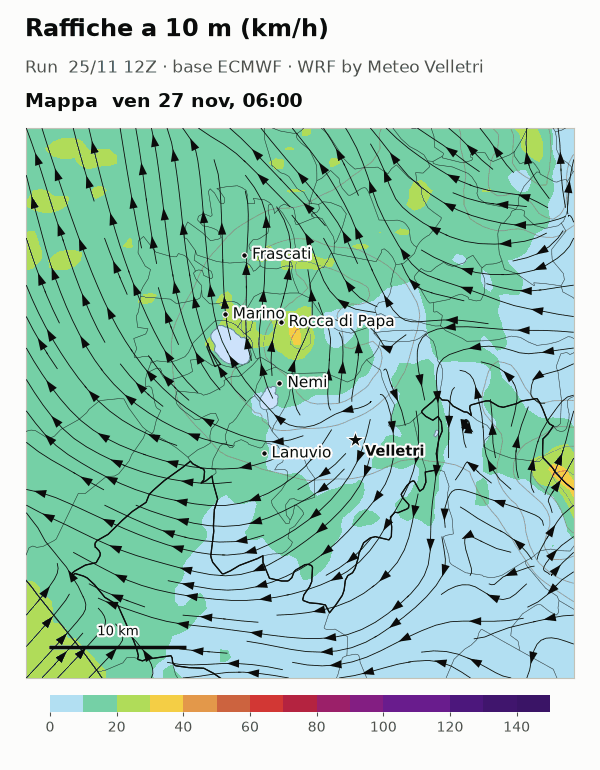 Raffiche a 10 m (km/h)
Run 25/11 12Z · base ECMWF · WRF by Meteo Velletri
Mappa ven 27 nov, 06:00
Frascati
Marino
Rocca di Papa
Nemi
Velletri
Lanuvio
10 km
0 20 40 60 80 100 120 140